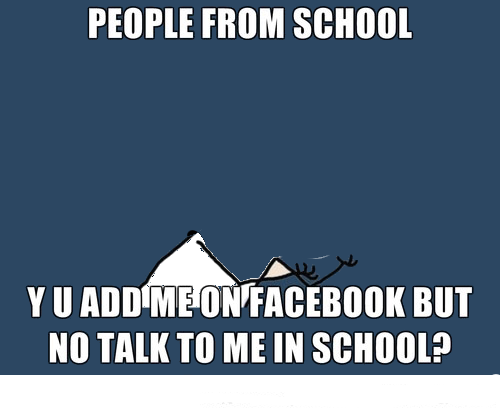 PEOPLE FROM SCHOOL
Y U ADD ME ON FACEBOOK BUT
NO TALK TO ME IN SCHOOL?